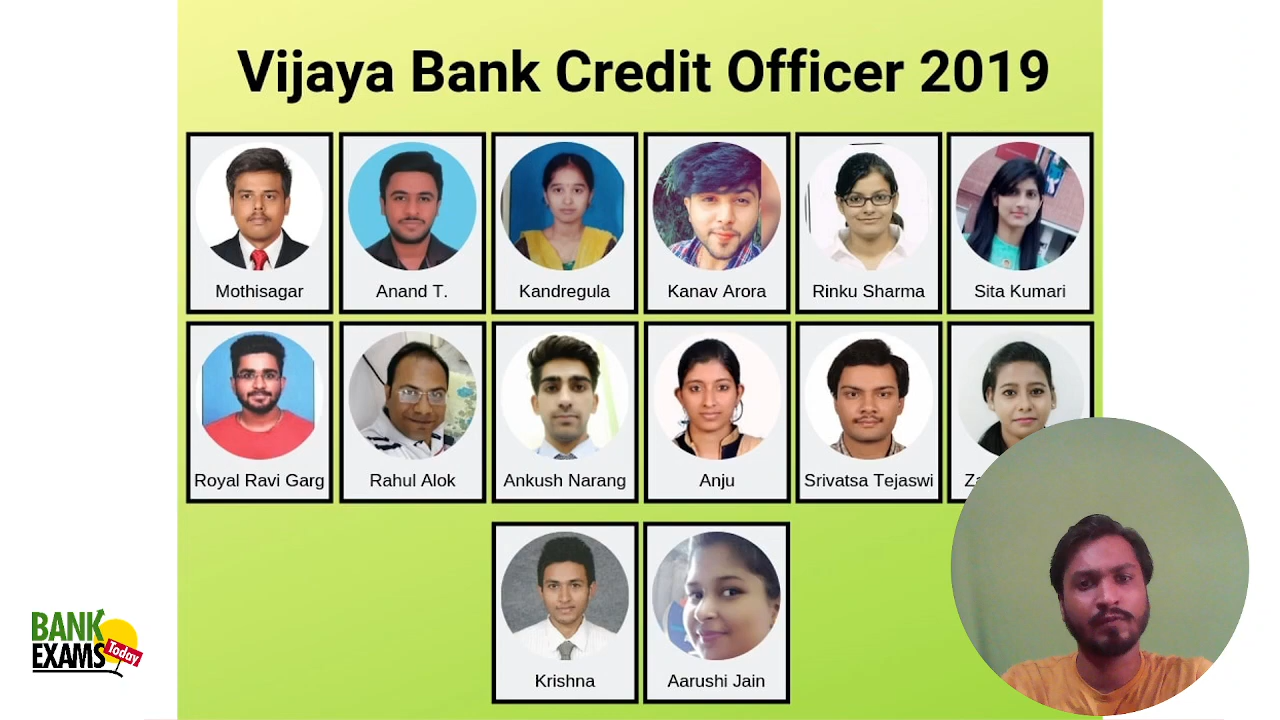 Vijaya Bank Credit Officer 2019
Mothisagar
Anand T.
Kandregula
Kanav Arora
Rinku Sharma
Sita Kumari
Royal Ravi Garg
Rahul Alok
Ankush Narang
Anju
Srivatsa Tejaswi
Krishna
Aarushi Jain
BANK
EXAMS Today